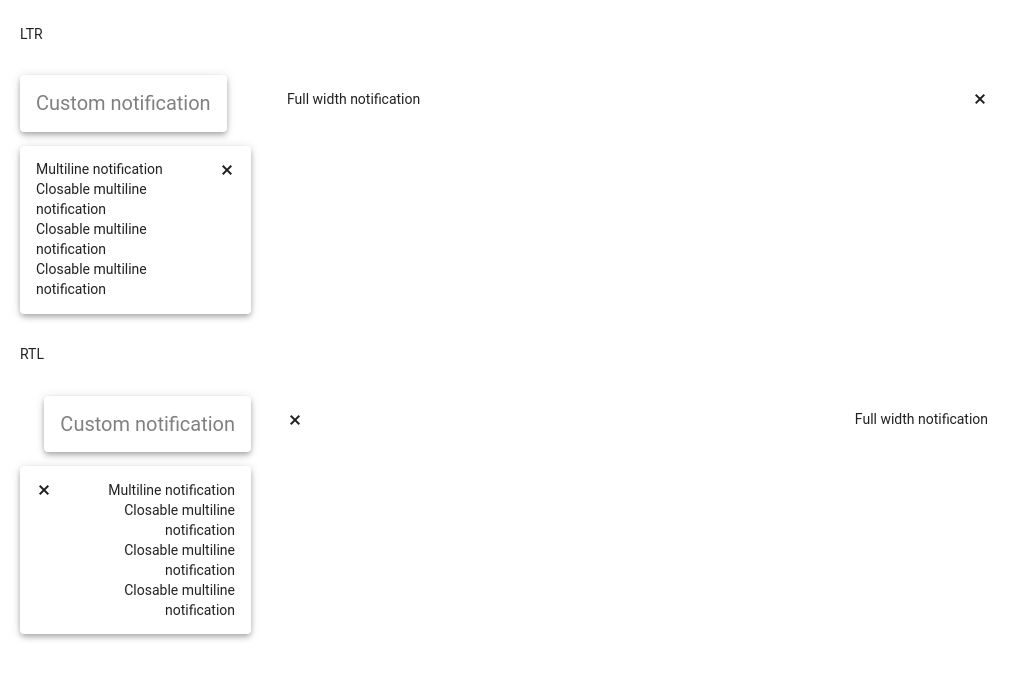 LTR
Custom notification
Full width notification
Multiline notification
Closable multiline
notification
Closable multiline
notification
Closable multiline
notification
RTL
Custom notification
Full width notification
Multiline notification
Closable multiline
notification
Closable multiline
notification
Closable multiline
notification